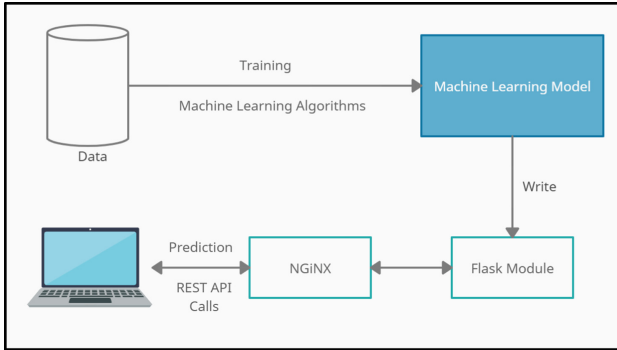 Training
Machine Learning Algorithms
Machine Learning Model
Data
Write
Prediction
REST API
Calls
NGiNX
Flask Module